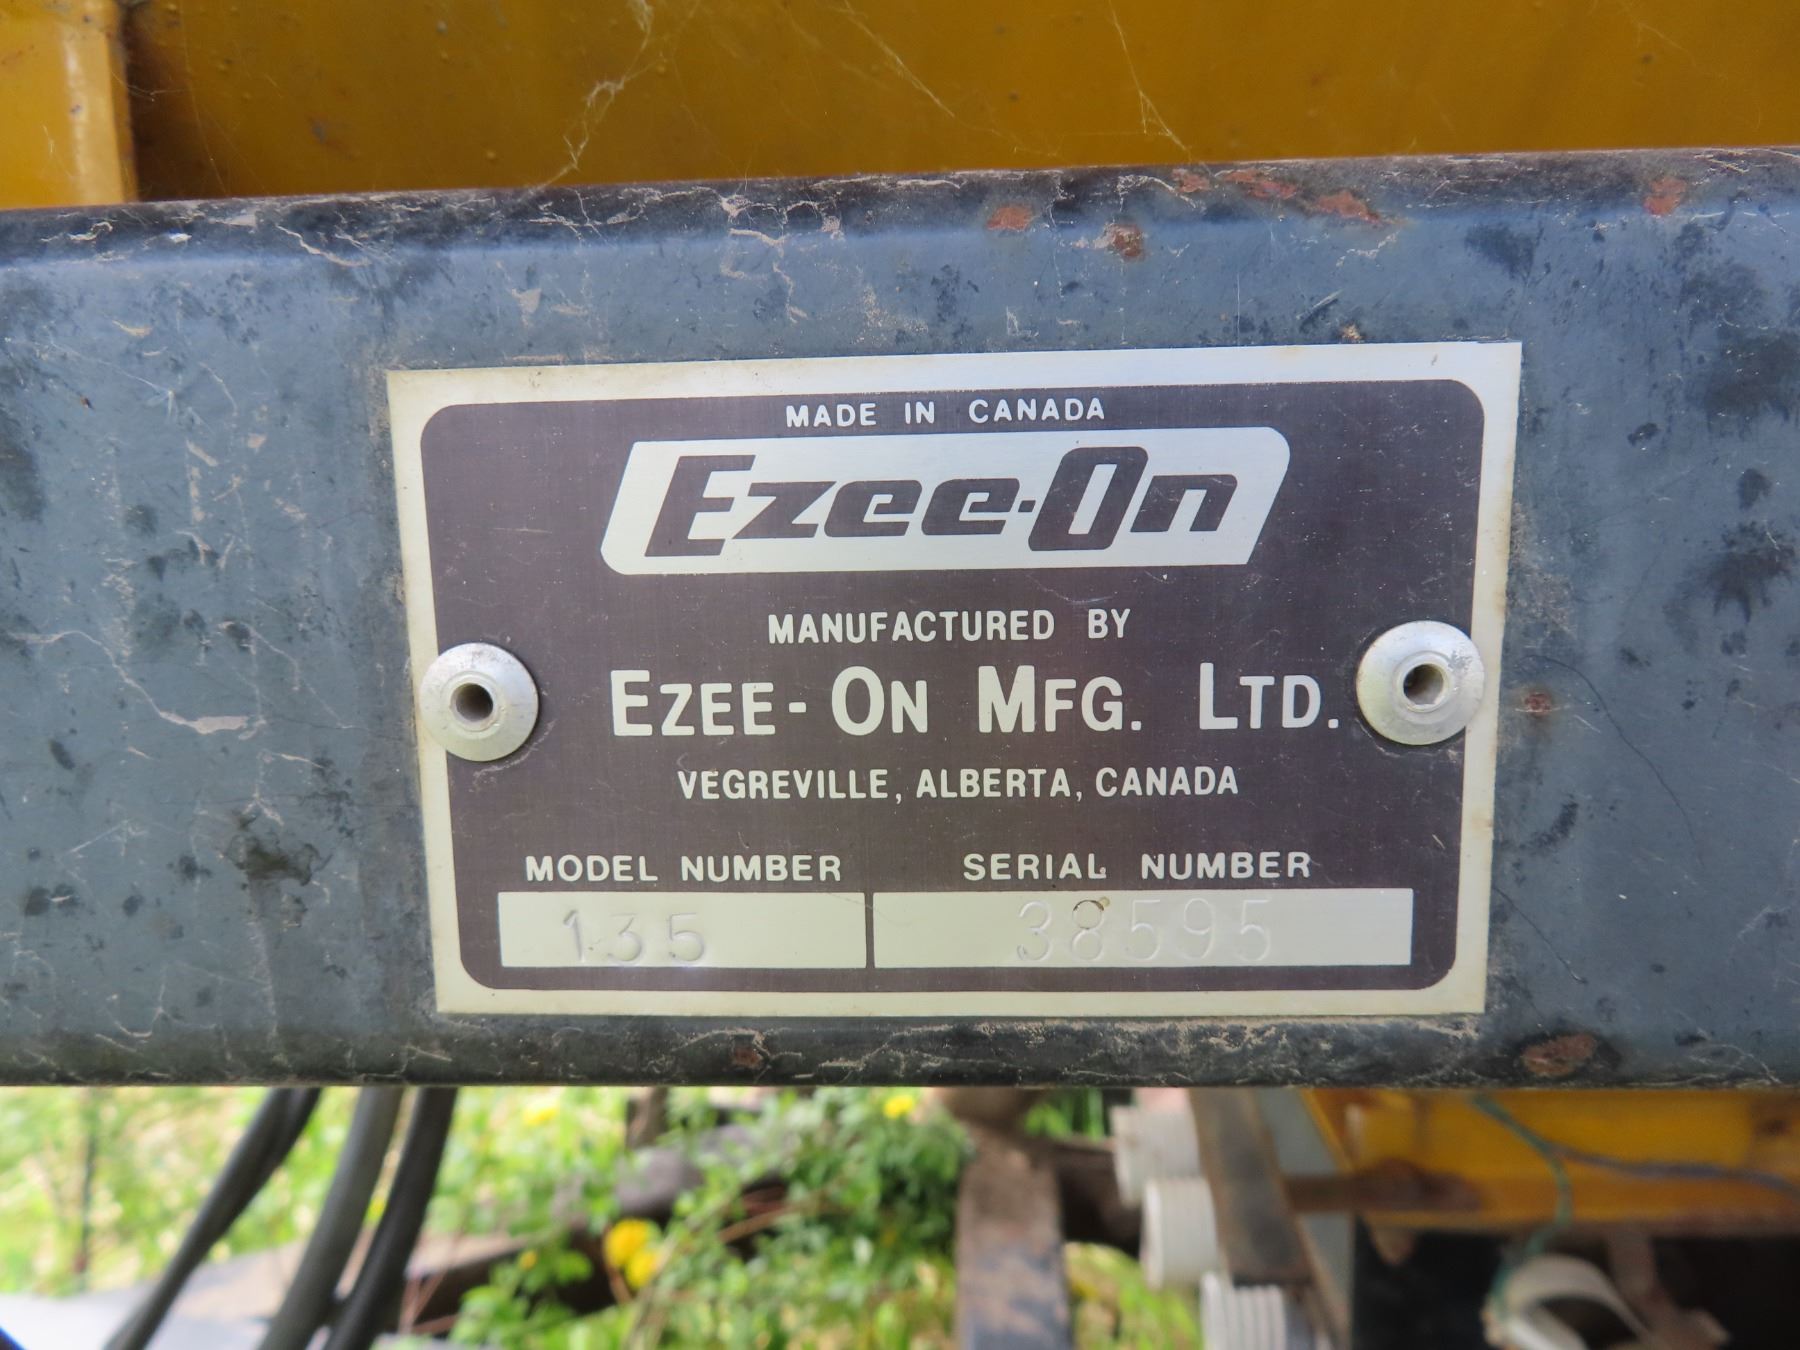 MADE IN CANADA
Ezee-On
MANUFACTURED BY
EZEE-ON MFG. LTD.
VEGREVILLE, ALBERTA, CANADA
MODEL NUMBER SERIAL NUMBER
135 38595